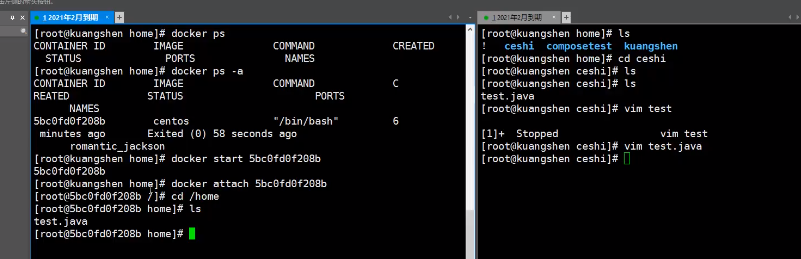 1 2021年2月到期
[root@kuangshen home]# docker ps
CONTAINER ID IMAGE COMMAND CREATED
STATUS PORTS NAMES
[root@kuangshen home]# docker ps -a
CONTAINER ID IMAGE COMMAND C
REATED STATUS PORTS
NAMES
5bc0fd0f208b centos "/bin/bash" 6
minutes ago Exited (0) 58 seconds ago
romantic_jackson
[root@kuangshen home]# docker start 5bc0fd0f208b
5bc0fd0f208b
[root@kuangshen home]# docker attach 5bc0fd0f208b
[root@5bc0fd0f208b /]# cd /home
[root@5bc0fd0f208b home]# ls
test.java
[root@5bc0fd0f208b home]#
1 2021年2月到期
[root@kuangshen home]# ls
! ceshi composetest kuangshen
[root@kuangshen home]# cd ceshi
[root@kuangshen ceshi]# ls
[root@kuangshen ceshi]# ls
test.java
[root@kuangshen ceshi]# vim test
[1]+ Stopped vim test
[root@kuangshen ceshi]# vim test.java
[root@kuangshen ceshi]#